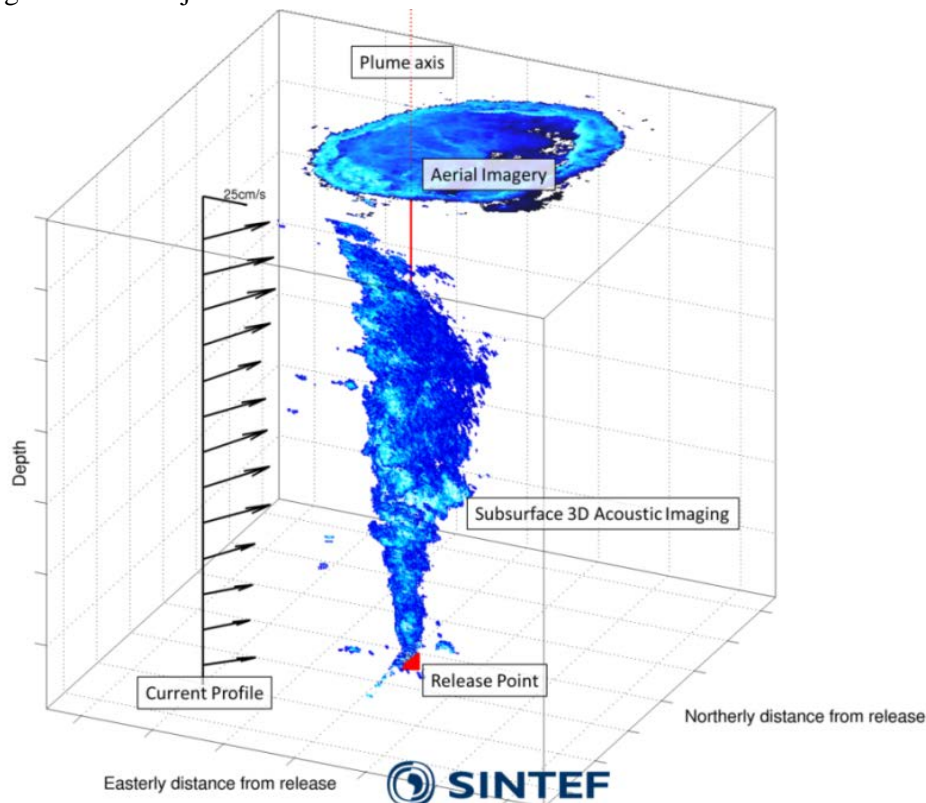 Plume axis
Aerial Imagery
25cm/s
Depth
Subsurface 3D Acoustic Imaging
Release Point
Current Profile
Northerly distance from release
Easterly distance from release
SINTEF